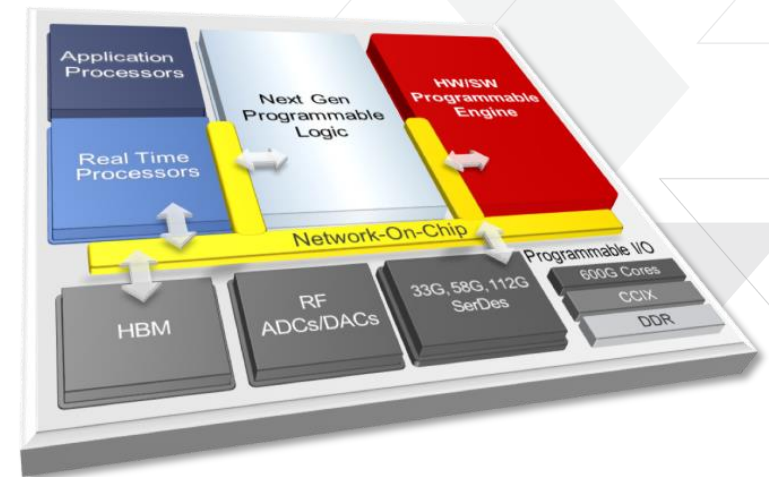 Application
Processors
Real Time
Processors
Next Gen
Programmable
Logic
HW/SW
Programmable
Engine
Network-On-Chip
HBM
RF
ADCs/DACs
33G, 58G, 112G
SerDes
Programmable I/O
600G Cores
CCIX
DDR